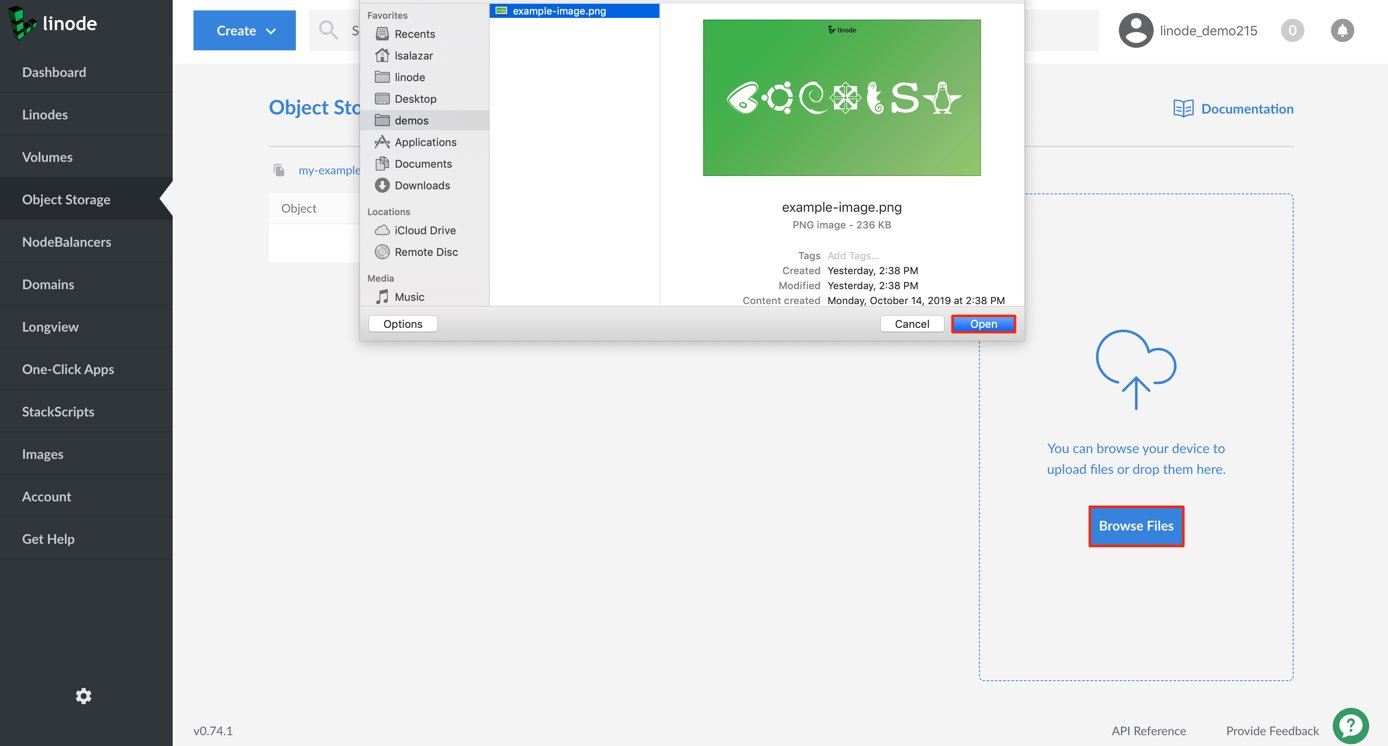 linode
Dashboard
Linodes
Volumes
Object Storage
NodeBalancers
Domains
Longview
One-Click Apps
StackScripts
Images
Account
Get Help
Create
S
linode_demo215
0
Object Sto
Documentation
my-example
Object
Favorites
Recents
lsalazar
linode
Desktop
demos
Applications
Documents
Downloads
Locations
iCloud Drive
Remote Disc
Media
Music
example-image.png
linode
example-image.png
PNG image - 236 KB
Tags Add Tags...
Created Yesterday, 2:38 PM
Modified Yesterday, 2:38 PM
Content created Monday, October 14, 2019 at 2:38 PM
Options
Cancel
Open
You can browse your device to
upload files or drop them here.
Browse Files
v0.74.1
API Reference
Provide Feedback
?